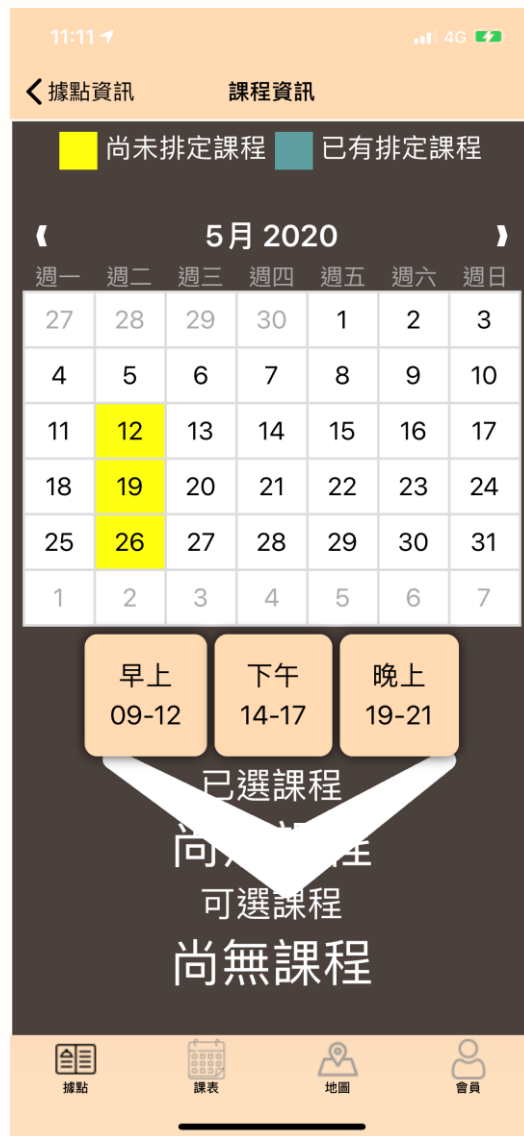 11:11 4G
據點資訊 課程資訊
尚未排定課程 已有排定課程
5月 2020
週一 週二 週三 週四 週五 週六 週日
27 28 29 30 1 2 3
4 5 6 7 8 9 10
11 12 13 14 15 16 17
18 19 20 21 22 23 24
25 26 27 28 29 30 31
1 2 3 4 5 6 7
早上 下午 晚上
09-12 14-17 19-21
已選課程
尚 程
可選課程
尚無課程
據點 課表 地圖 會員